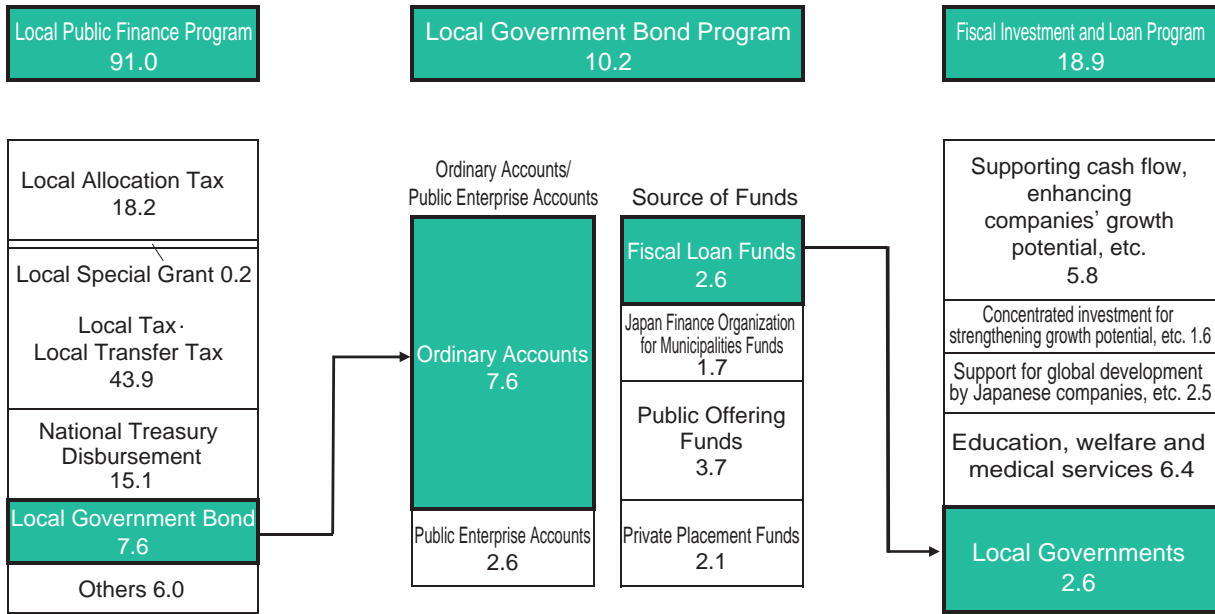 Local Public Finance Program
91.0
Local Government Bond Program
10.2
Fiscal Investment and Loan Program
18.9
Local Allocation Tax
18.2
Local Special Grant 0.2
Local Tax·
Local Transfer Tax
43.9
National Treasury
Disbursement
15.1
Local Government Bond
7.6
Others 6.0
Ordinary Accounts/
Public Enterprise Accounts
Ordinary Accounts
7.6
Public Enterprise Accounts
2.6
Source of Funds
Fiscal Loan Funds
2.6
Japan Finance Organization
for Municipalities Funds
1.7
Public Offering
Funds
3.7
Private Placement Funds
2.1
Supporting cash flow,
enhancing
companies’ growth
potential, etc.
5.8
Concentrated investment for
strengthening growth potential, etc. 1.6
Support for global development
by Japanese companies, etc. 2.5
Education, welfare and
medical services 6.4
Local Governments
2.6